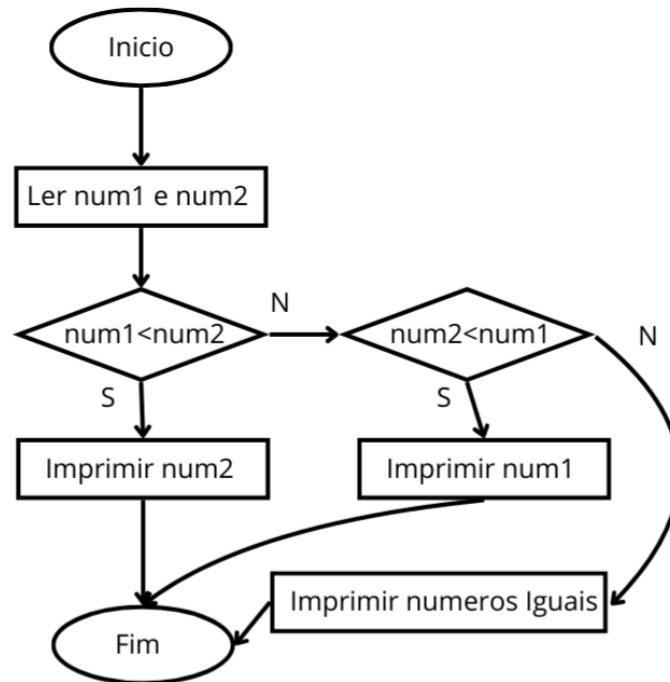 Inicio
Ler num1 e num2
num1<num2
N
num2<num1
N
S
S
Imprimir num2
Imprimir num1
Imprimir numeros Iguais
Fim